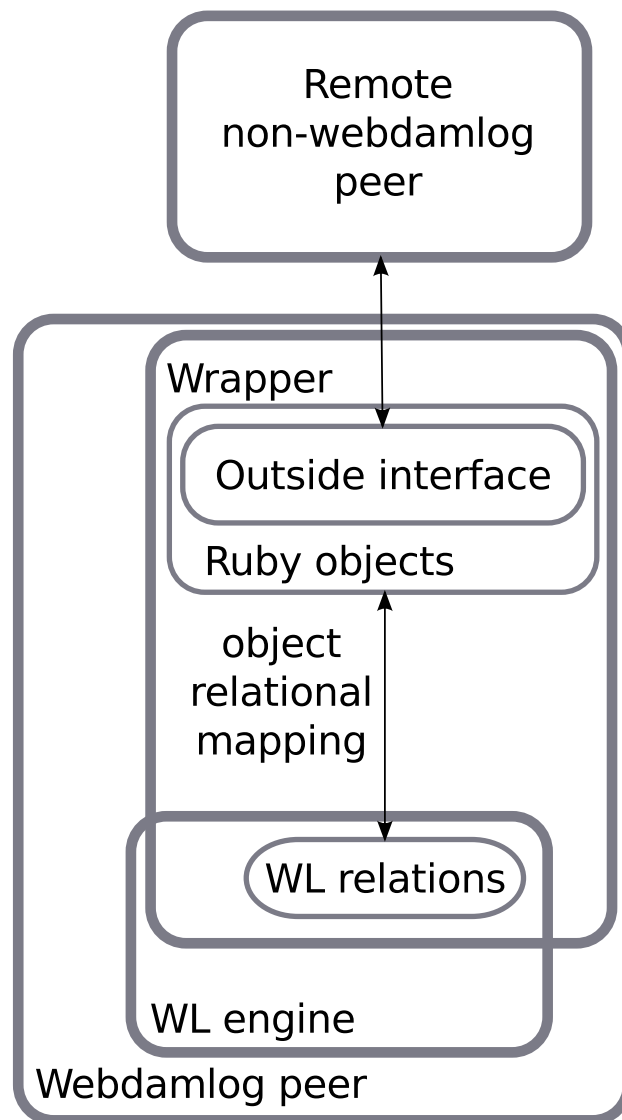 Remote
non-webdamlog
peer
Wrapper
Outside interface
Ruby objects
object
relational
mapping
WL relations
WL engine
Webdamlog peer